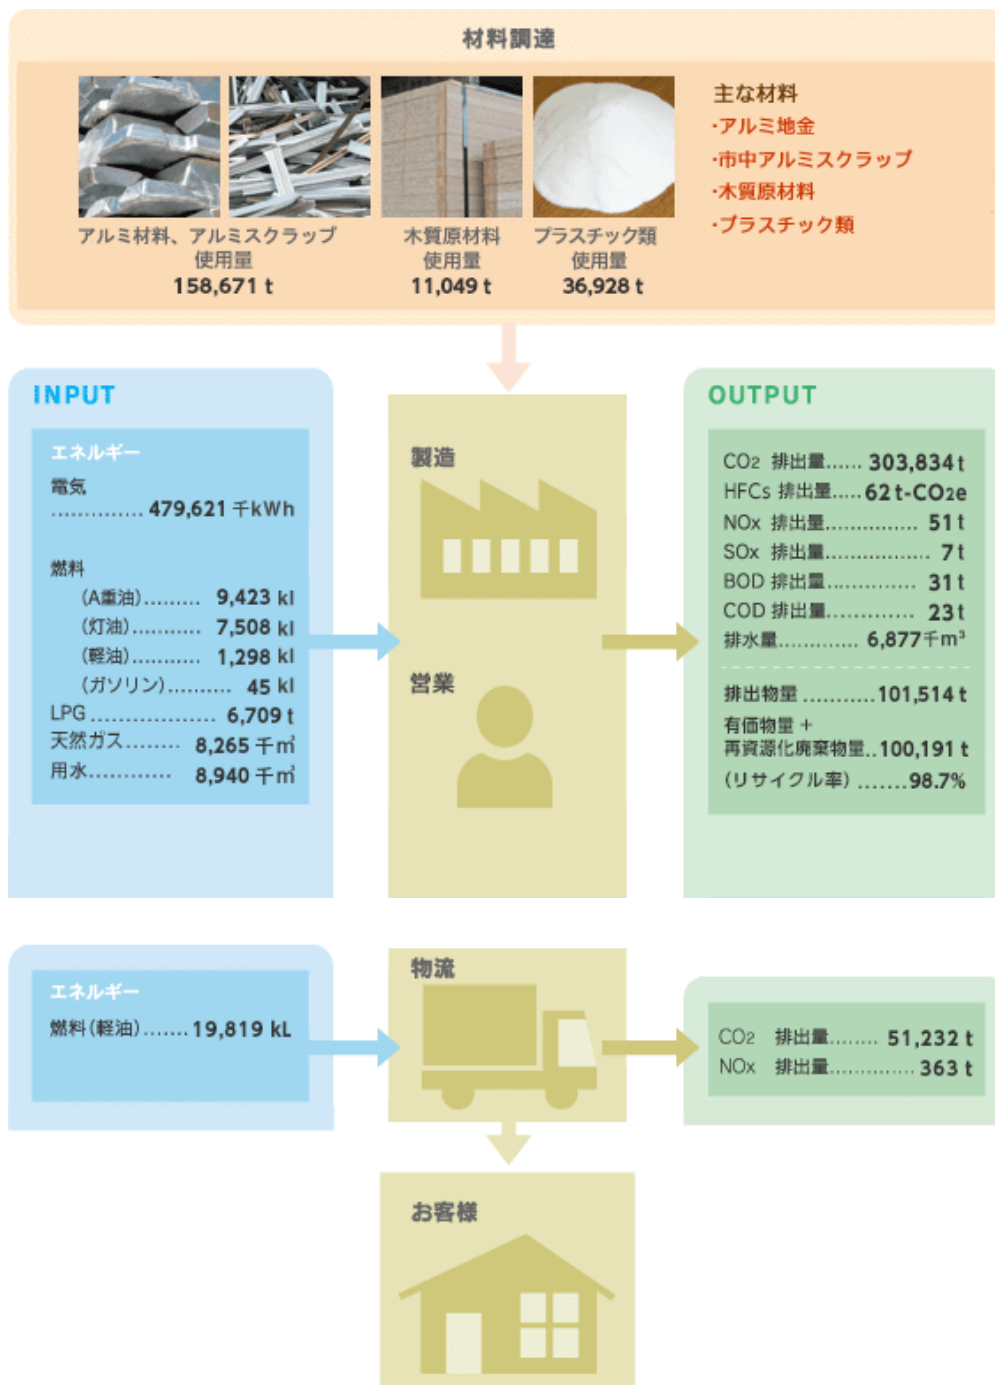 材料調達
アルミ材料、アルミスクラップ
使用量
158,671 t
木質原材料
使用量
11,049 t
プラスチック類
使用量
36,928 t
主な材料
・アルミ地金
・市中アルミスクラップ
・木質原材料
・プラスチック類
INPUT
エネルギー
電気
.............. 479,621 千kWh
燃料
(A重油)......... 9,423 kl
(灯油)........... 7,508 kl
(軽油)........... 1,298 kl
(ガソリン).......... 45 kl
LPG ................... 6,709 t
天然ガス........ 8,265 千㎥
用水............ 8,940 千㎥
製造
営業
OUTPUT
CO2 排出量...... 303,834 t
HFCs 排出量..... 62 t-CO2e
NOx 排出量.............. 51 t
SOx 排出量................ 7 t
BOD 排出量............. 31 t
COD 排出量............. 23 t
排水量............ 6,877千m³
排出物量 ...........101,514 t
有価物量 +
再資源化廃棄物量..100,191 t
(リサイクル率) .......98.7%
エネルギー
燃料(軽油).......19,819 kL
物流
CO2 排出量........ 51,232 t
NOx 排出量.............. 363 t
お客様